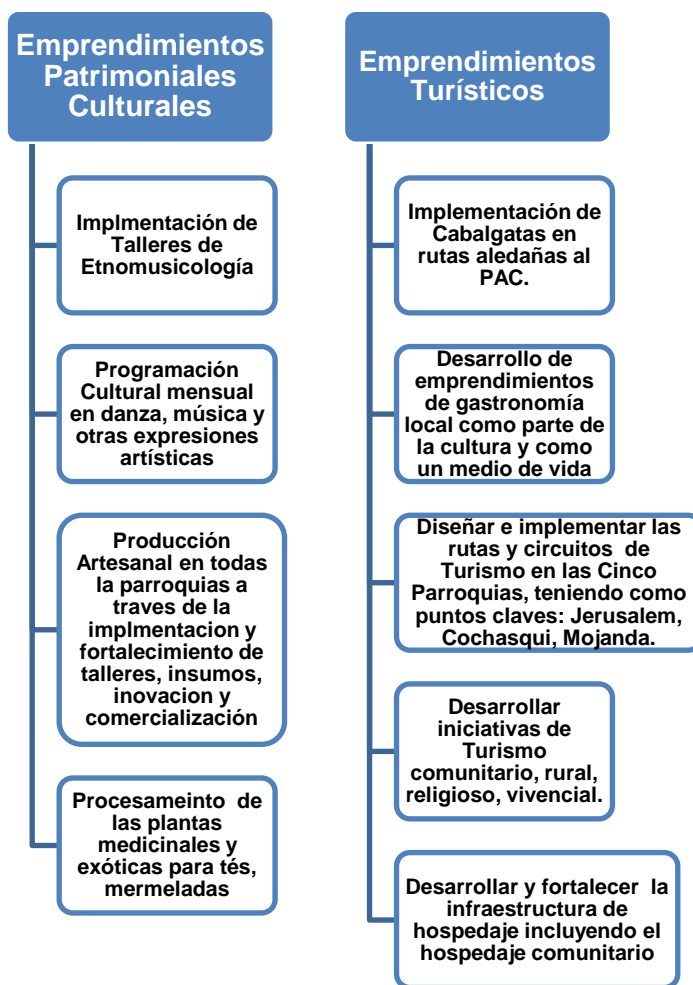 Emprendimientos
Patrimoniales
Culturales
Implmentación de
Talleres de
Etnomusicología
Programación
Cultural mensual
en danza, música y
otras expresiones
artísticas
Producción
Artesanal en todas
la parroquias a
traves de la
implmentacion y
fortalecimiento de
talleres, insumos,
inovacion y
comercialización
Procesameinto de
las plantas
medicinales y
exóticas para tés,
mermeladas
Emprendimientos
Turísticos
Implementación de
Cabalgatas en
rutas aledañas al
PAC.
Desarrollo de
emprendimientos
de gastronomía
local como parte de
la cultura y como
un medio de vida
Diseñar e implementar las
rutas y circuitos de
Turismo en las Cinco
Parroquias, teniendo como
puntos claves: Jerusalem,
Cochasqui, Mojanda.
Desarrollar
iniciativas de
Turismo
comunitario, rural,
religioso, vivencial.
Desarrollar y fortalecer la
infraestructura de
hospedaje incluyendo el
hospedaje comunitario